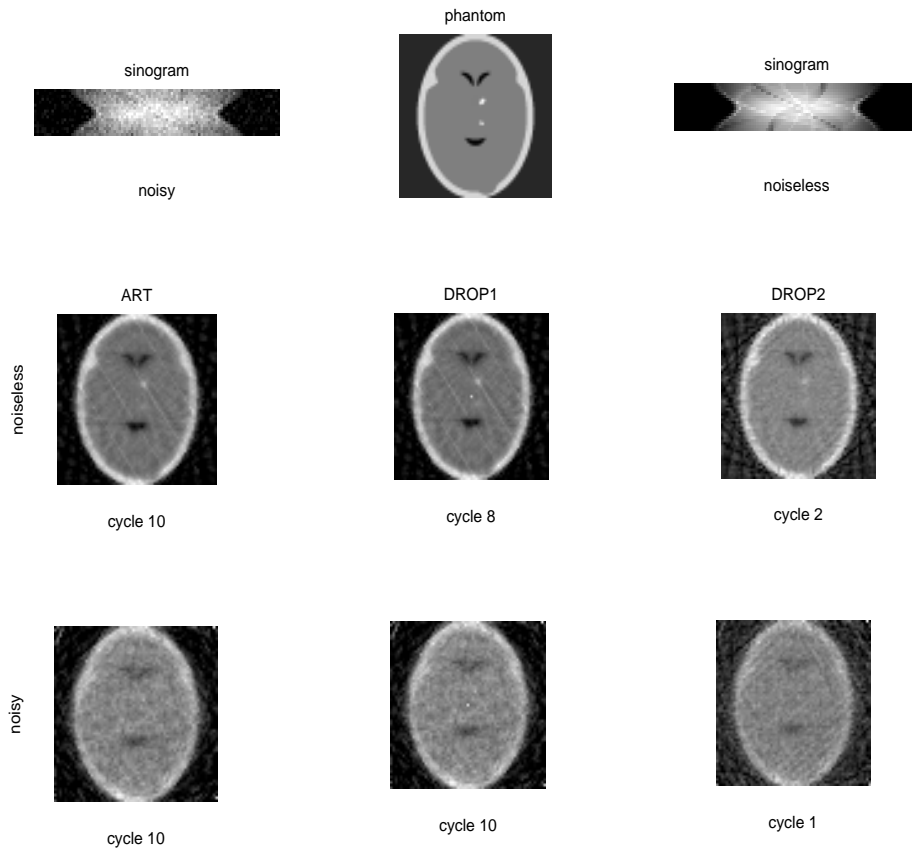 phantom
sinogram
sinogram
noisy
noiseless
ART
DROP1
DROP2
noiseless
cycle 10
cycle 8
cycle 2
noisy
cycle 10
cycle 10
cycle 1